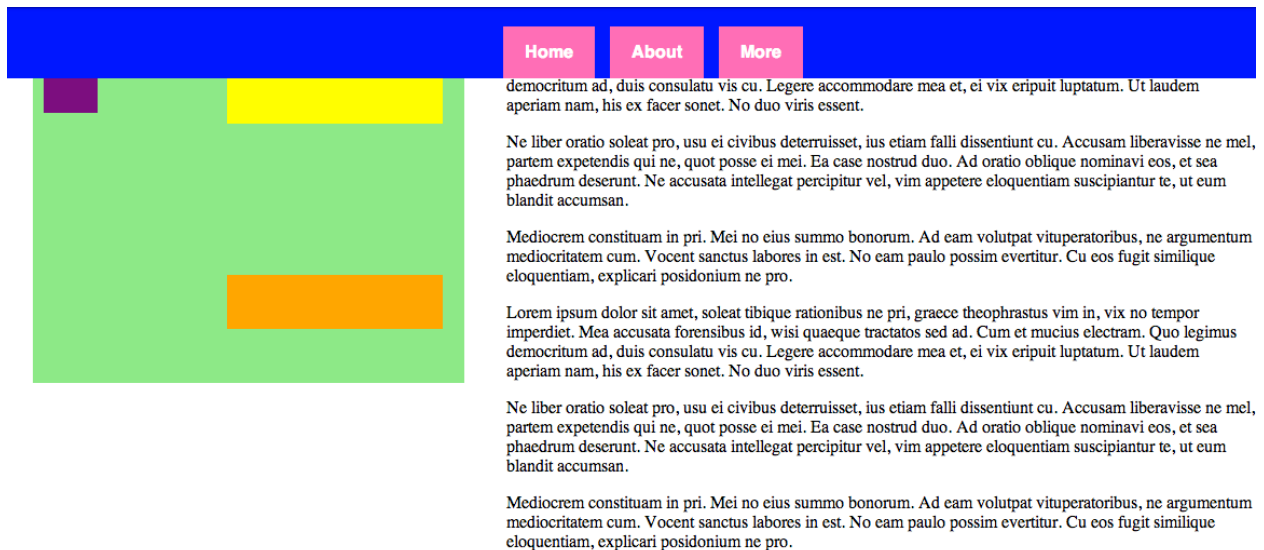 Home About More
democritum ad, duis consulatu vis cu. Legere accommodare mea et, ei vix eripuit luptatum. Ut laudem
aperiam nam, his ex facer sonet. No duo viris essent.
Ne liber oratio soleat pro, usu ei civibus deterruisset, ius etiam falli dissentiunt cu. Accusam liberavisse ne mel,
partem expetendis qui ne, quot posse ei mei. Ea case nostrud duo. Ad oratio oblique nominavi eos, et sea
phaedrum deserunt. Ne accusata intellegat percipitur vel, vim appetere eloquentiam suscipiantur te, ut eum
blandit accumsan.
Mediocrem constituam in pri. Mei no eius summo bonorum. Ad eam volutpat vituperatoribus, ne argumentum
mediocritatem cum. Vocent sanctus labores in est. No eam paulo possim evertitur. Cu eos fugit similique
eloquentiam, explicari posidonium ne pro.
Lorem ipsum dolor sit amet, soleat tibique rationibus ne pri, graece theophrastus vim in, vix no tempor
imperdiet. Mea accusata forensibus id, wisi quaeque tractatos sed ad. Cum et mucius electram. Quo legimus
democritum ad, duis consulatu vis cu. Legere accommodare mea et, ei vix eripuit luptatum. Ut laudem
aperiam nam, his ex facer sonet. No duo viris essent.
Ne liber oratio soleat pro, usu ei civibus deterruisset, ius etiam falli dissentiunt cu. Accusam liberavisse ne mel,
partem expetendis qui ne, quot posse ei mei. Ea case nostrud duo. Ad oratio oblique nominavi eos, et sea
phaedrum deserunt. Ne accusata intellegat percipitur vel, vim appetere eloquentiam suscipiantur te, ut eum
blandit accumsan.
Mediocrem constituam in pri. Mei no eius summo bonorum. Ad eam volutpat vituperatoribus, ne argumentum
mediocritatem cum. Vocent sanctus labores in est. No eam paulo possim evertitur. Cu eos fugit similique
eloquentiam, explicari posidonium ne pro.